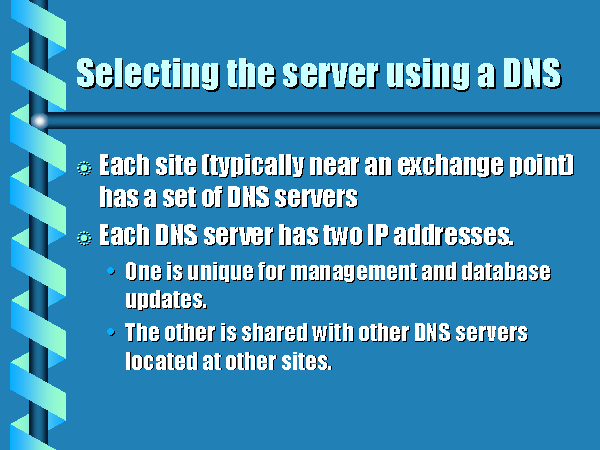 Selecting the server using a DNS
Each site (typically near an exchange point)
has a set of DNS servers
Each DNS server has two IP addresses.
One is unique for management and database
updates.
The other is shared with other DNS servers
located at other sites.